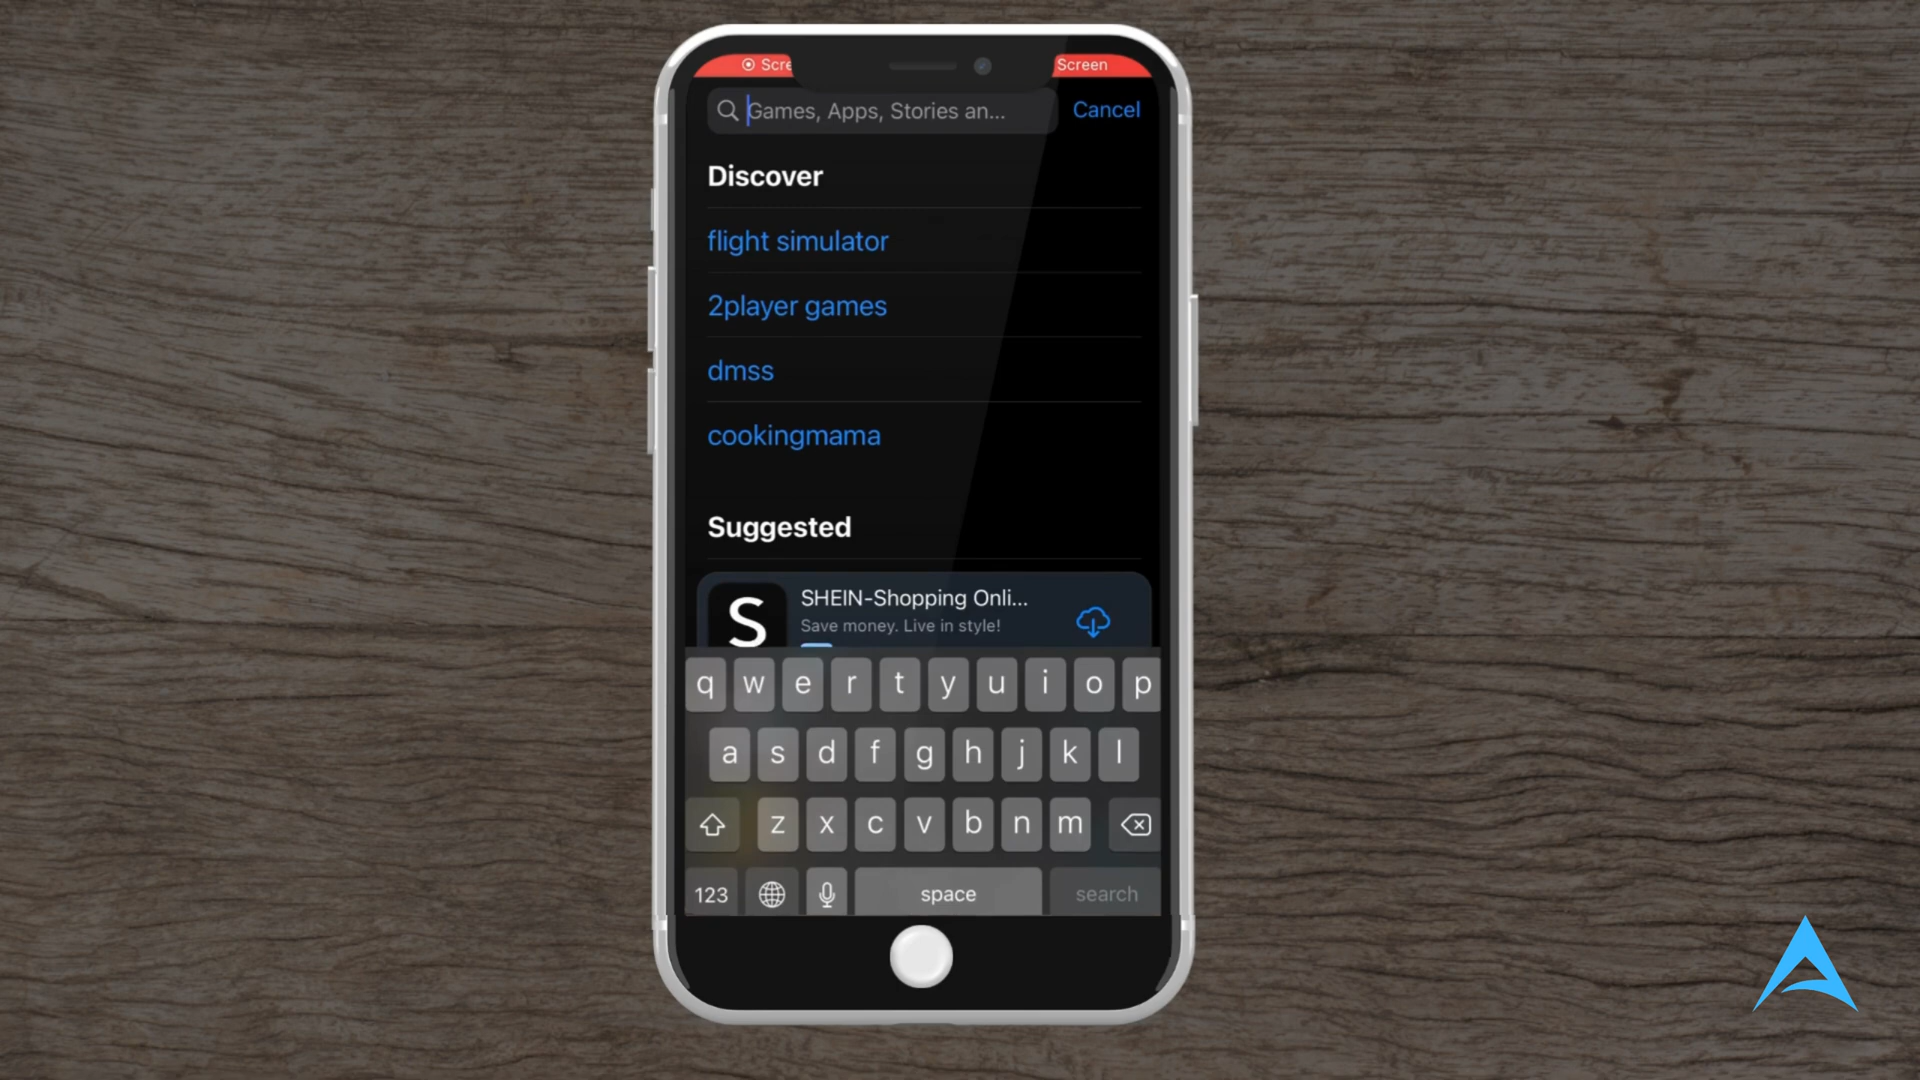 Scre
Screen
Games, Apps, Stories an...
Cancel
Discover
flight simulator
2player games
dmss
cookingmama
Suggested
S
SHEIN-Shopping Onli...
Save money. Live in style!
q w e r t y u i o p
a s d f g h j k l
z x c v b n m
123
space
search